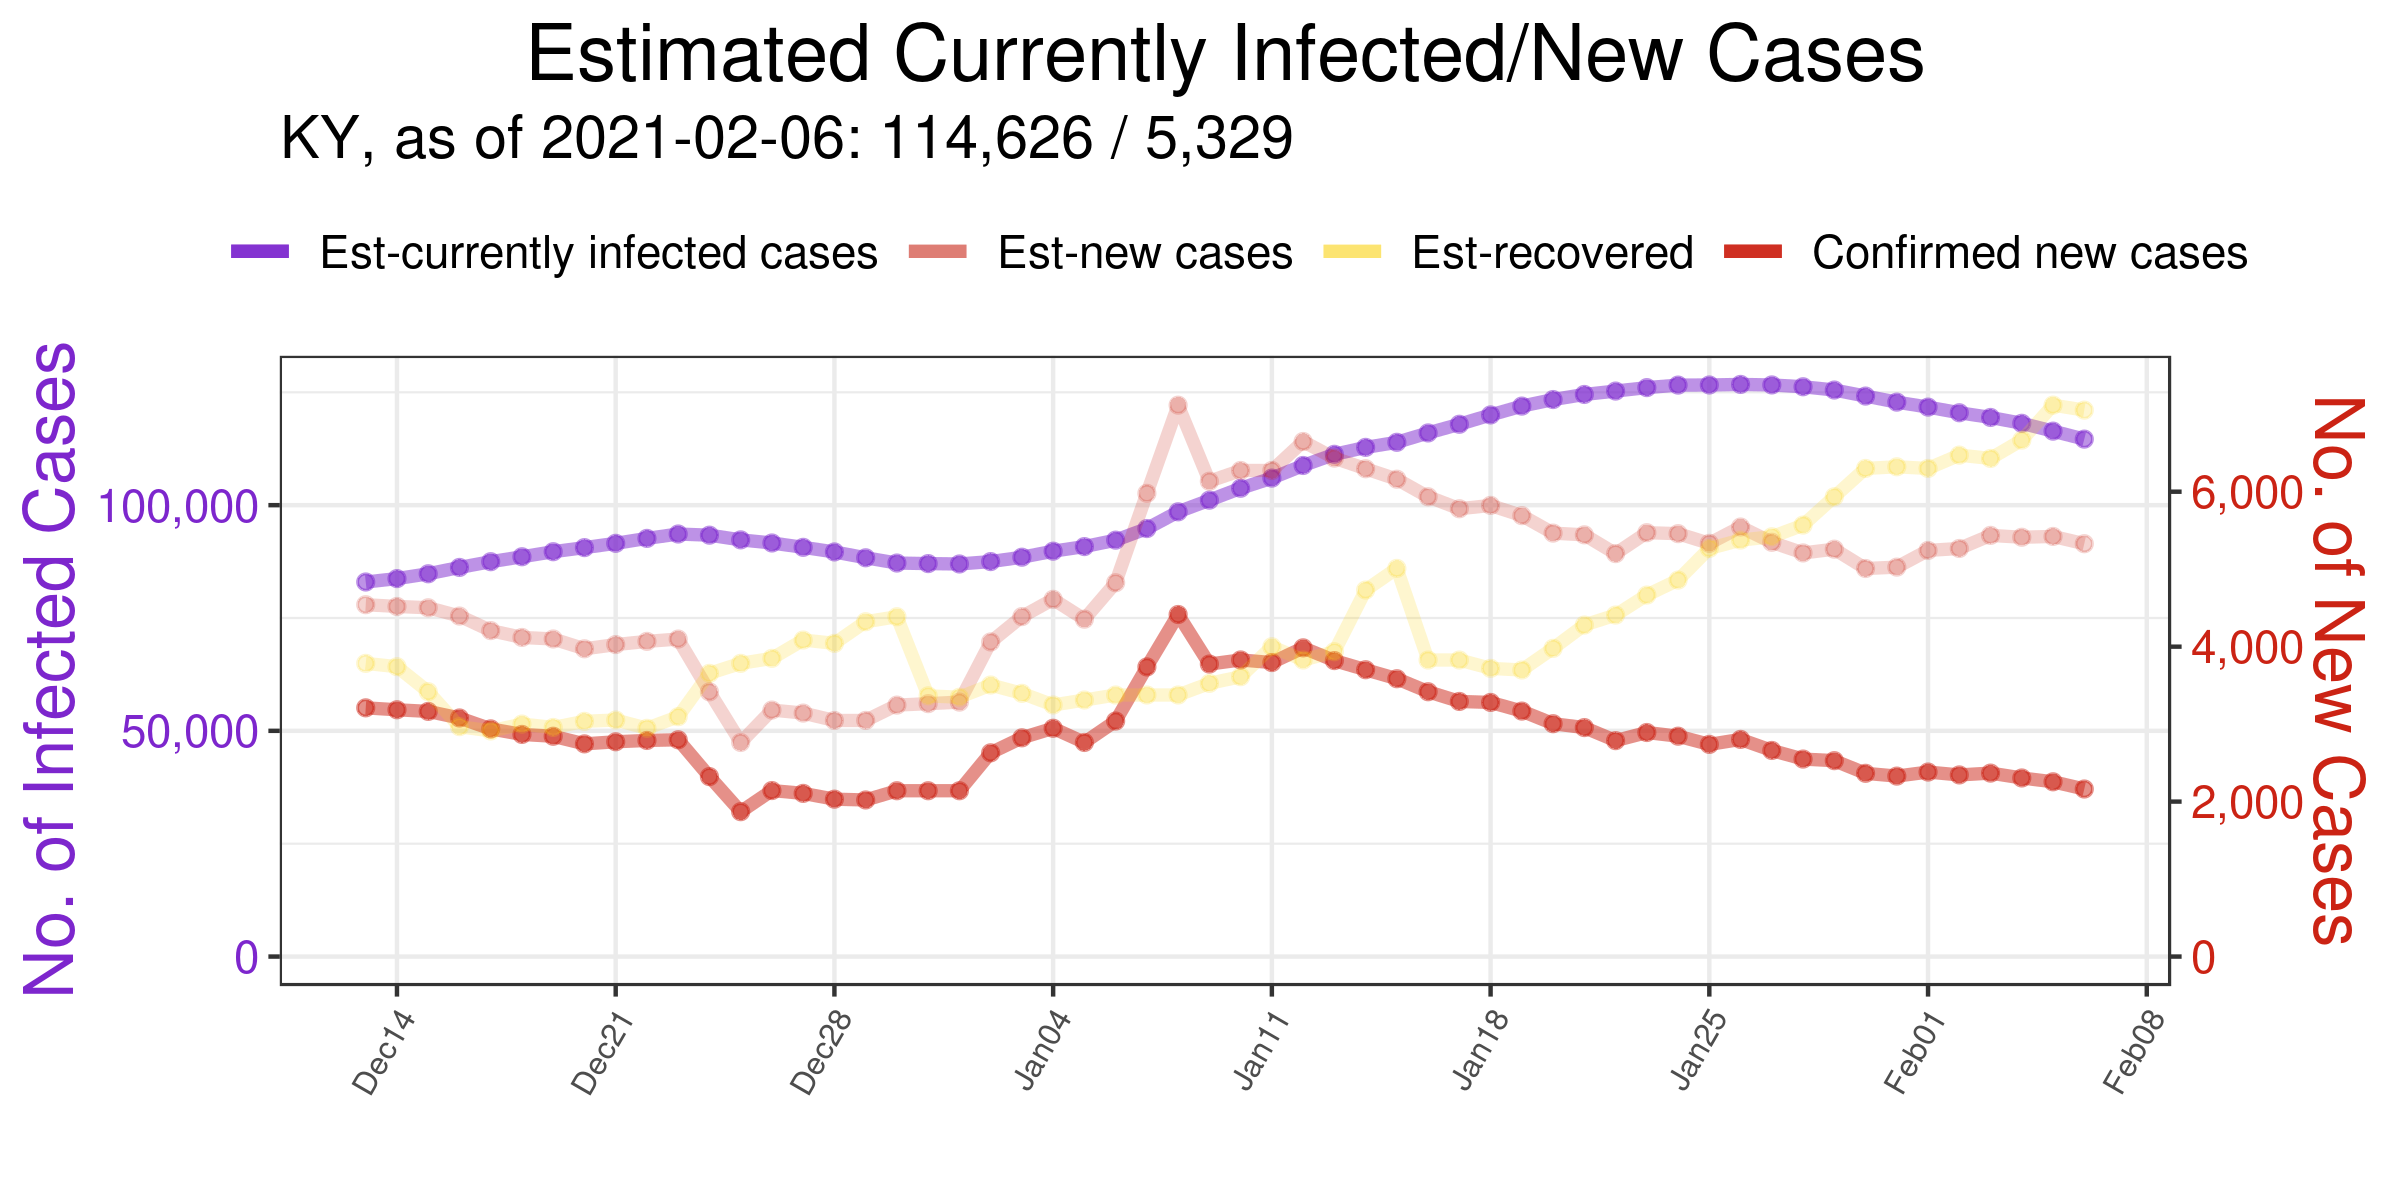 Estimated Currently Infected/New Cases
KY, as of 2021-02-06: 114,626 / 5,329
Est-currently infected cases Est-new cases Est-recovered Confirmed new cases
No. of Infected Cases
100,000
50,000
0
6,000
4,000
2,000
0
No. of New Cases
Dec14 Dec21 Dec28 Jan04 Jan11 Jan18 Jan25 Feb01 Feb08